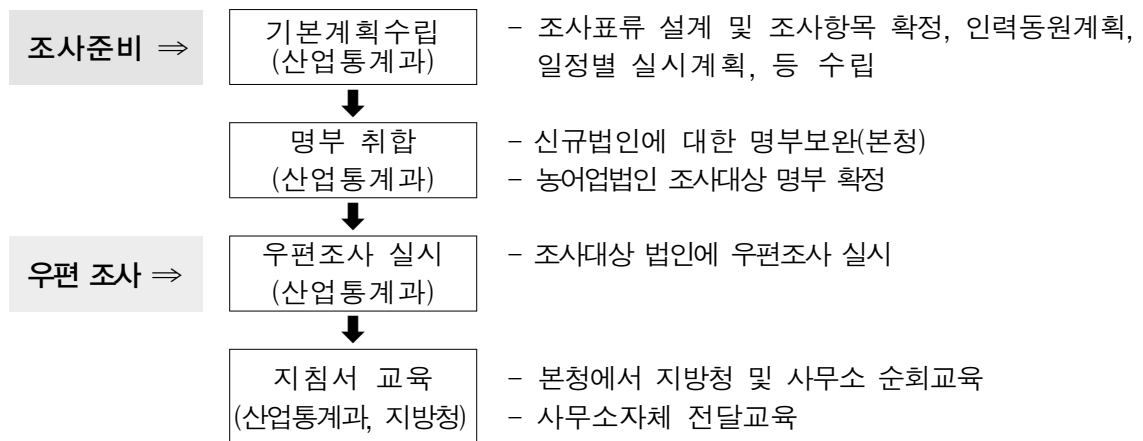 조사준비 ⇒
기본계획수립
(산업통계과)
- 조사표류 설계 및 조사항목 확정, 인력동원계획,
일정별 실시계획, 등 수립
명부 취합
(산업통계과)
- 신규법인에 대한 명부보완(본청)
- 농어업법인 조사대상 명부 확정
우편 조사 ⇒
우편조사 실시
(산업통계과)
- 조사대상 법인에 우편조사 실시
지침서 교육
(산업통계과, 지방청)
- 본청에서 지방청 및 사무소 순회교육
- 사무소자체 전달교육